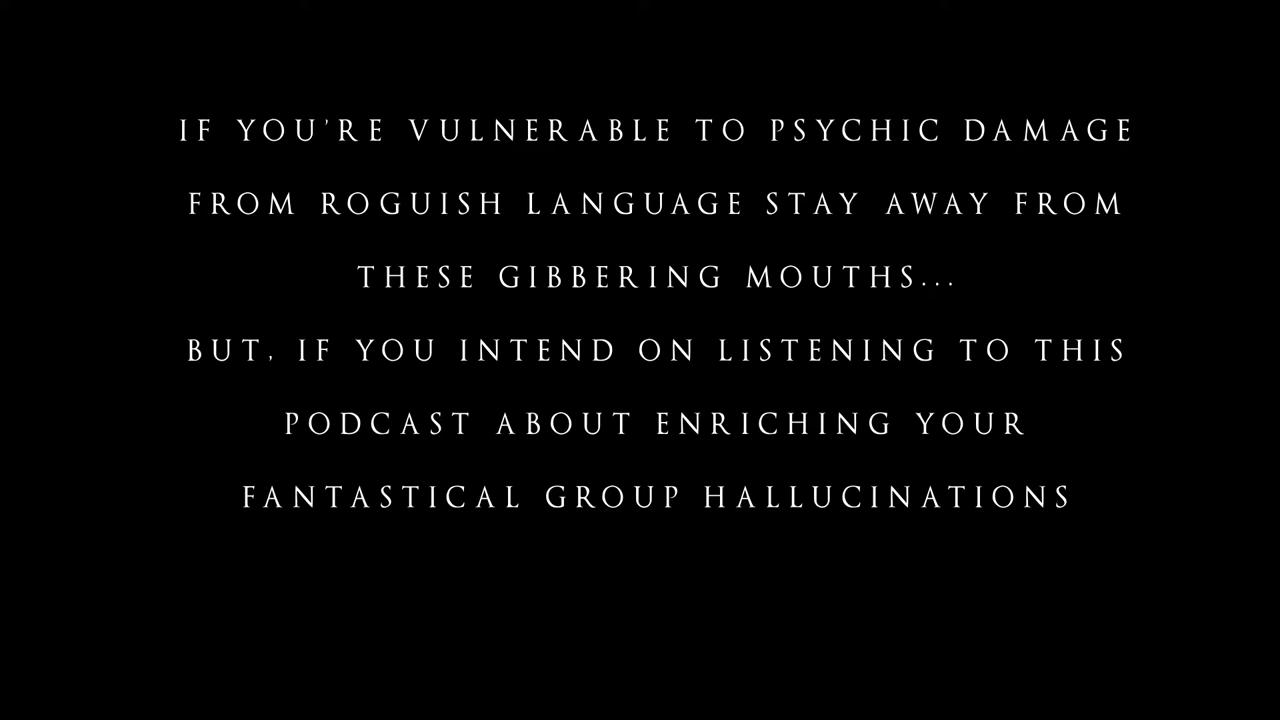 IF YOU'RE VULNERABLE TO PSYCHIC DAMAGE
FROM ROGUISH LANGUAGE STAY AWAY FROM
THESE GIBBERING MOUTHS...
BUT, IF YOU INTEND ON LISTENING TO THIS
PODCAST ABOUT ENRICHING YOUR
FANTASTICAL GROUP HALLUCINATIONS